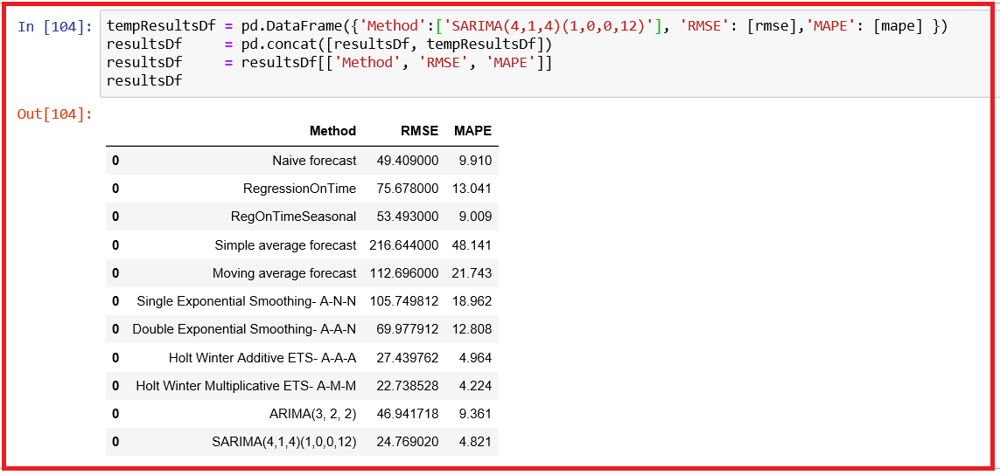 In [104]: tempResultsDf = pd.DataFrame({'Method':['SARIMA(4,1,4)(1,0,0,12)'], 'RMSE': [rmse],'MAPE': [mape] })
resultsDf     = pd.concat([resultsDf, tempResultsDf])
resultsDf     = resultsDf[['Method', 'RMSE', 'MAPE']]
resultsDf
Out[104]:
Method RMSE MAPE
0 Naive forecast 49.409000 9.910
0 RegressionOnTime 75.678000 13.041
0 RegOnTimeSeasonal 53.493000 9.009
0 Simple average forecast 216.644000 48.141
0 Moving average forecast 112.696000 21.743
0 Single Exponential Smoothing- A-N-N 105.749812 18.962
0 Double Exponential Smoothing- A-A-N 69.977912 12.808
0 Holt Winter Additive ETS- A-A-A 27.439762 4.964
0 Holt Winter Multiplicative ETS- A-M-M 22.738528 4.224
0 ARIMA(3, 2, 2) 46.941718 9.361
0 SARIMA(4,1,4)(1,0,0,12) 24.769020 4.821